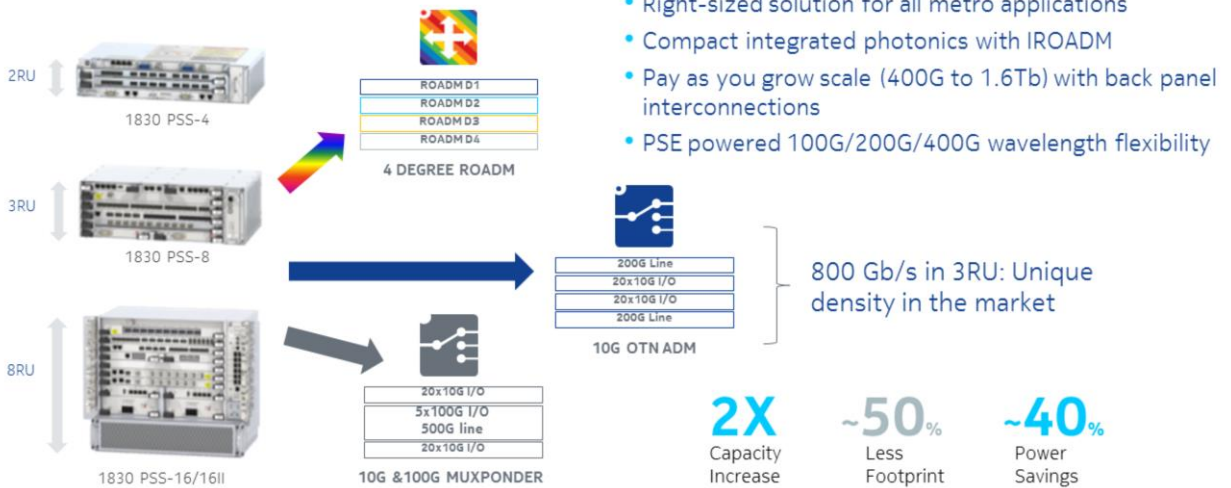 • Right-sized solution for all metro applications
• Compact integrated photonics with IROADM
• Pay as you grow scale (400G to 1.6Tb) with back panel
interconnections
• PSE powered 100G/200G/400G wavelength flexibility
2RU
1830 PSS-4
3RU
1830 PSS-8
8RU
1830 PSS-16/16II
ROADM D1
ROADM D2
ROADM D3
ROADM D4
4 DEGREE ROADM
200G Line
20x10G I/O
20x10G I/O
200G Line
10G OTN ADM
800 Gb/s in 3RU: Unique
density in the market
20x10G I/O
5x100G I/O
500G line
20x10G I/O
10G &100G MUXPONDER
2X
Capacity
Increase
~50%
Less
Footprint
~40%
Power
Savings